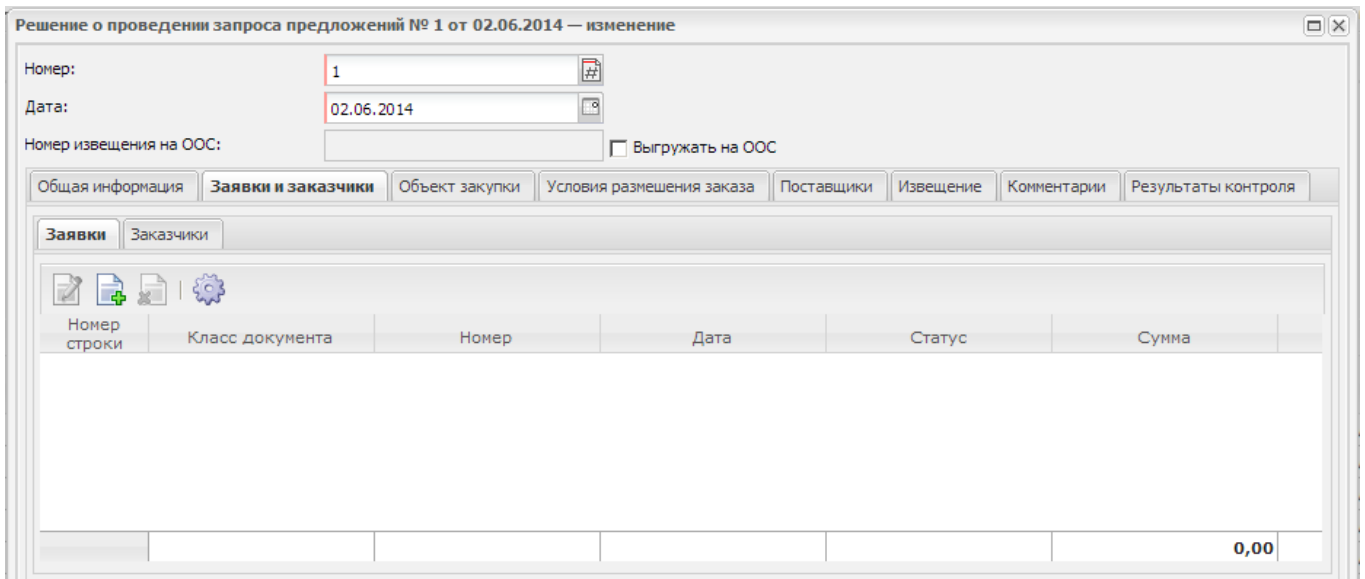 Решение о проведении запроса предложений № 1 от 02.06.2014 — изменение
Номер: 1
Дата: 02.06.2014
Номер извещения на ООС: Выгружать на ООС
Общая информация Заявки и заказчики Объект закупки Условия размешения заказа Поставщики Извещение Комментарии Результаты контроля
Заявки Заказчики
Номер строки Класс документа Номер Дата Статус Сумма
0,00